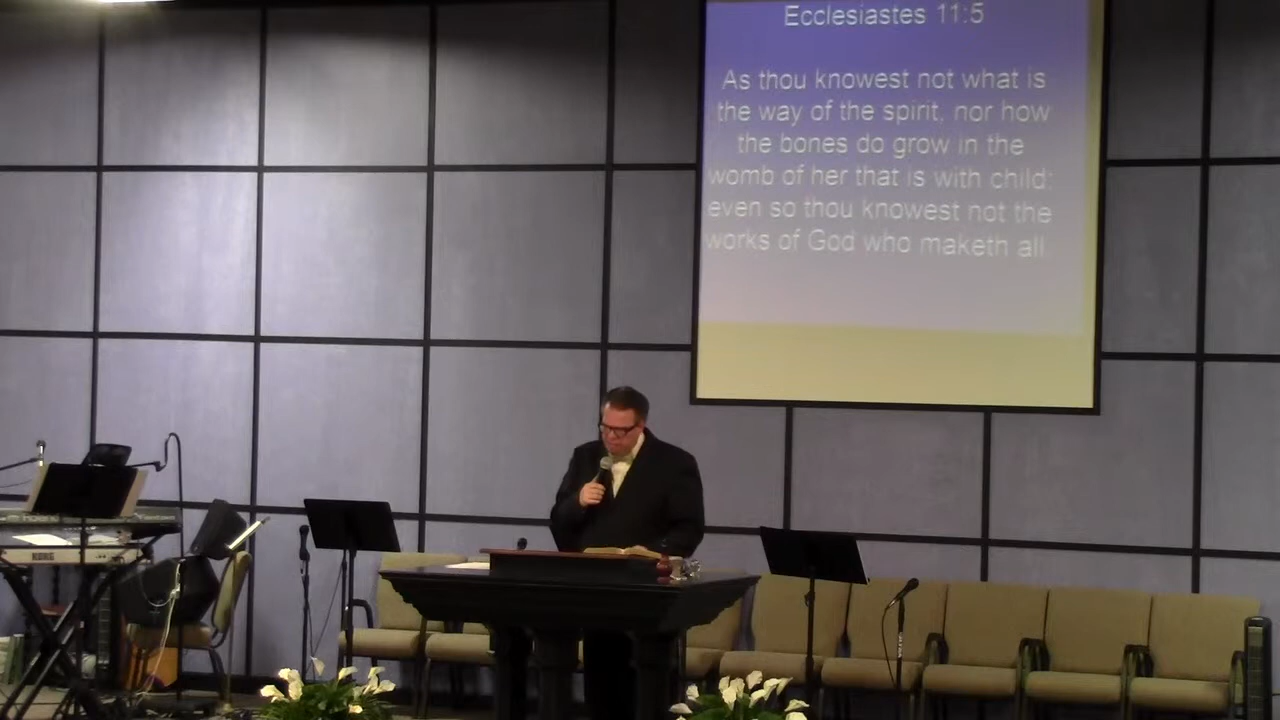 Ecclesiastes 11:5
As thou knowest not what is
the way of the spirit, nor how
the bones do grow in the
womb of her that is with child:
even so thou knowest not the
works of God who maketh all.
KORG